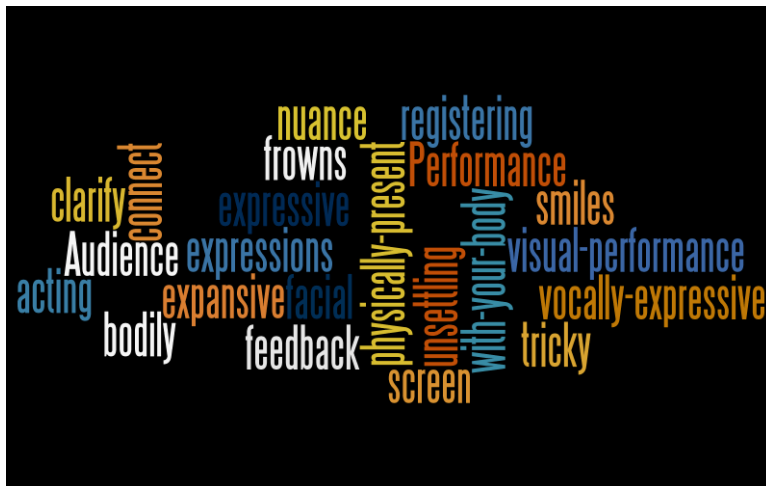 nuance
registering
frowns
Performance
connect
physically-present
clarify
expressive
smiles
with-your-body
Audience
expressions
visual-performance
unsettling
acting
expansive
facial
vocally-expressive
bodily
feedback
tricky
screen